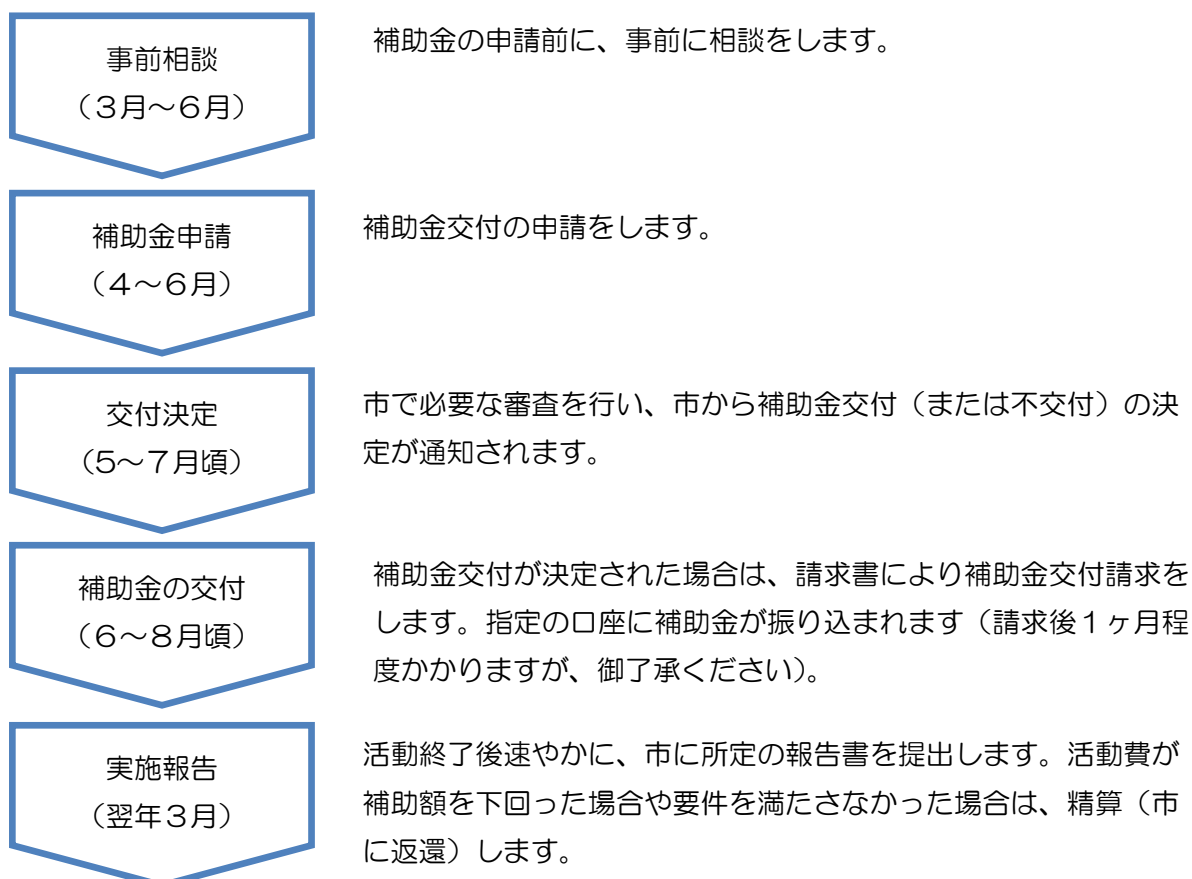 事前相談
（３月～６月）
補助金の申請前に、事前に相談をします。
補助金申請
（４～６月）
補助金交付の申請をします。
交付決定
（5～７月頃）
市で必要な審査を行い、市から補助金交付（または不交付）の決
定が通知されます。
補助金の交付
（６～８月頃）
補助金交付が決定された場合は、請求書により補助金交付請求を
します。指定の口座に補助金が振り込まれます（請求後１ヶ月程
度かかりますが、御了承ください）。
実施報告
（翌年３月）
活動終了後速やかに、市に所定の報告書を提出します。活動費が
補助額を下回った場合や要件を満たさなかった場合は、精算（市
に返還）します。